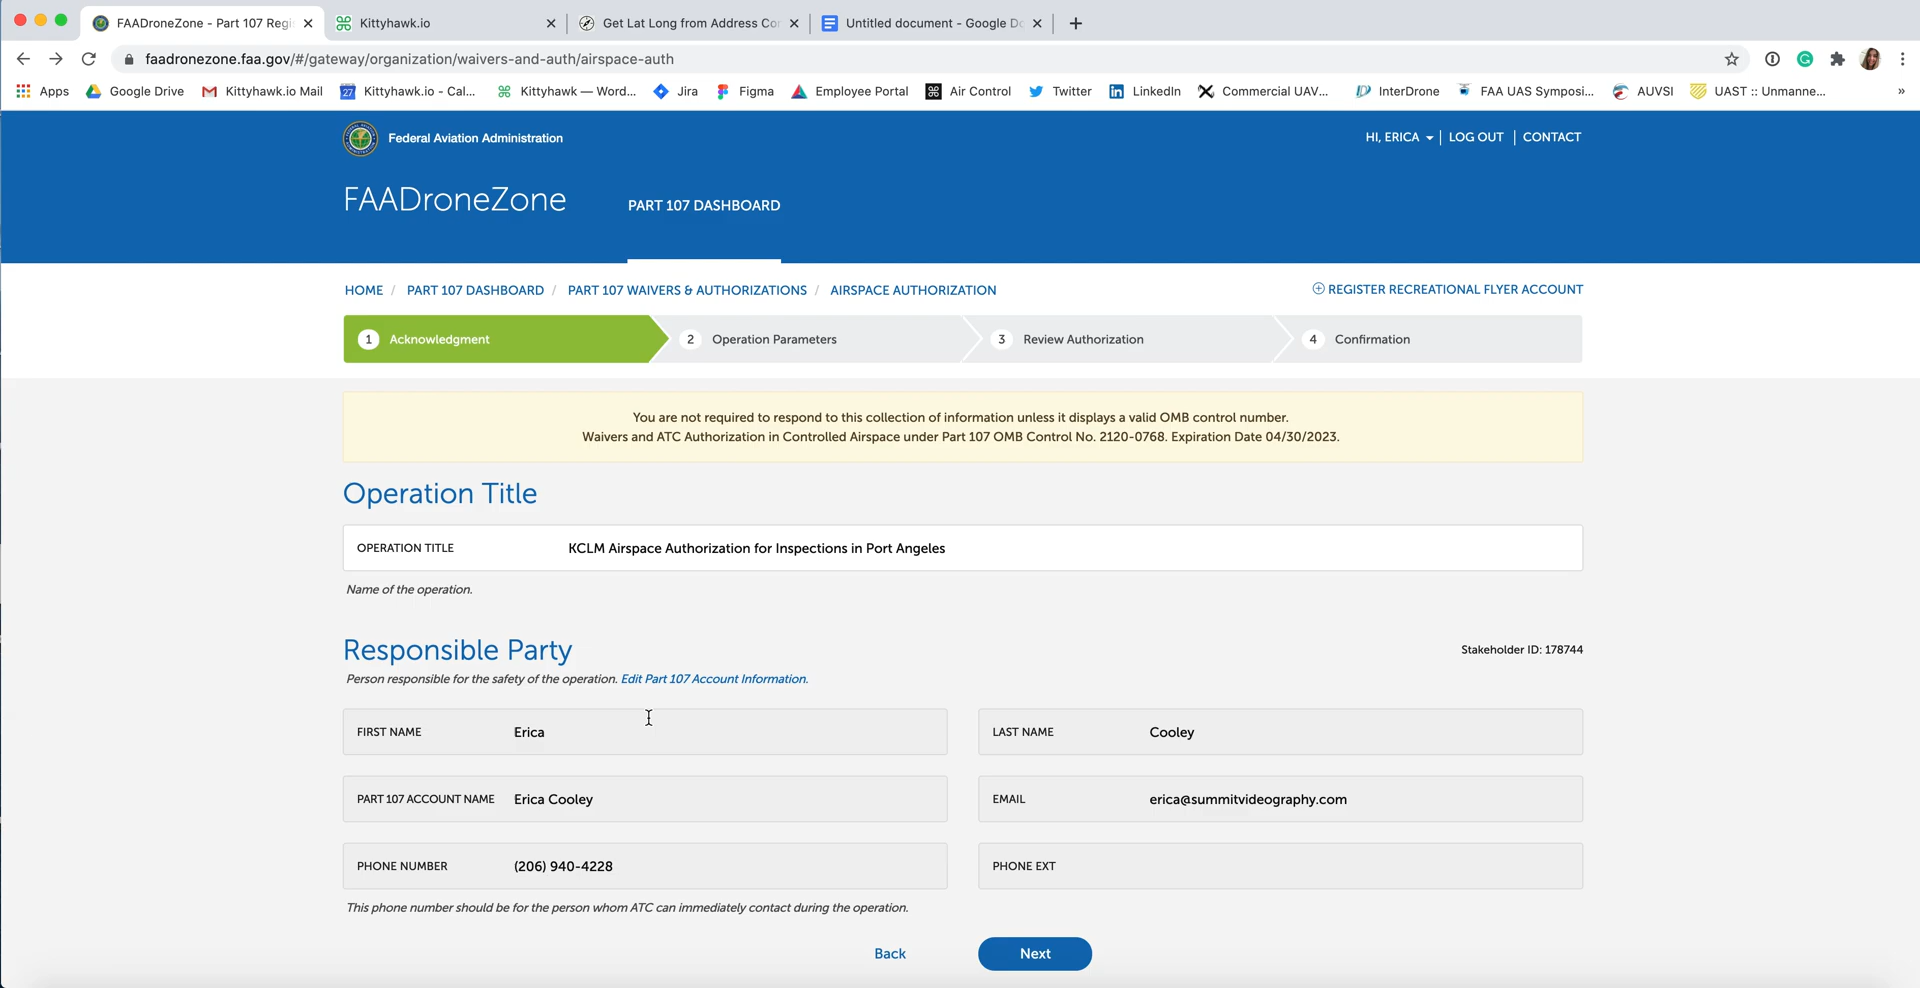 FAADroneZone - Part 107 Regi
Kittyhawk.io
Get Lat Long from Address Co
Untitled document - Google Do
faadronezone.faa.gov/#/gateway/organization/waivers-and-auth/airspace-auth
Apps
Google Drive
Kittyhawk.io Mail
27
Kittyhawk.io - Cal...
Kittyhawk — Word...
Jira
Figma
Employee Portal
Air Control
Twitter
LinkedIn
Commercial UAV...
InterDrone
FAA UAS Symposi...
AUVSI
UAST :: Unmanne...
»
Federal Aviation Administration
HI, ERICA
LOG OUT
CONTACT
FAADroneZone
PART 107 DASHBOARD
HOME / PART 107 DASHBOARD / PART 107 WAIVERS & AUTHORIZATIONS / AIRSPACE AUTHORIZATION
REGISTER RECREATIONAL FLYER ACCOUNT
1 Acknowledgment
2 Operation Parameters
3 Review Authorization
4 Confirmation
You are not required to respond to this collection of information unless it displays a valid OMB control number.
Waivers and ATC Authorization in Controlled Airspace under Part 107 OMB Control No. 2120-0768. Expiration Date 04/30/2023.
Operation Title
OPERATION TITLE KCLM Airspace Authorization for Inspections in Port Angeles
Name of the operation.
Responsible Party
Stakeholder ID: 178744
Person responsible for the safety of the operation. Edit Part 107 Account Information.
FIRST NAME Erica
LAST NAME Cooley
PART 107 ACCOUNT NAME Erica Cooley
EMAIL erica@summitvideography.com
PHONE NUMBER (206) 940-4228
PHONE EXT
This phone number should be for the person whom ATC can immediately contact during the operation.
Back
Next